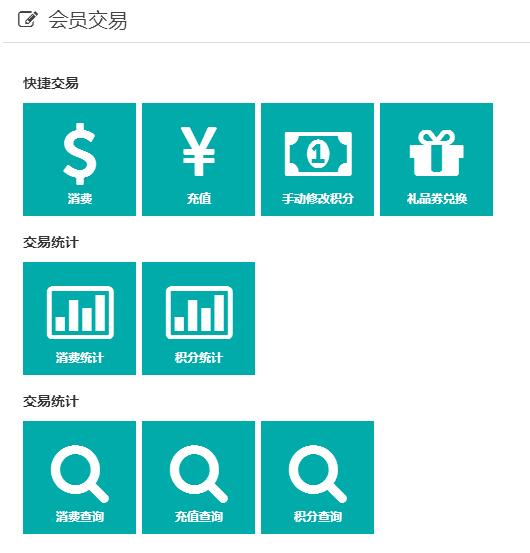 会员交易
快捷交易
消费 充值 手动修改积分 礼品券兑换
交易统计
消费统计 积分统计
交易统计
消费查询 充值查询 积分查询